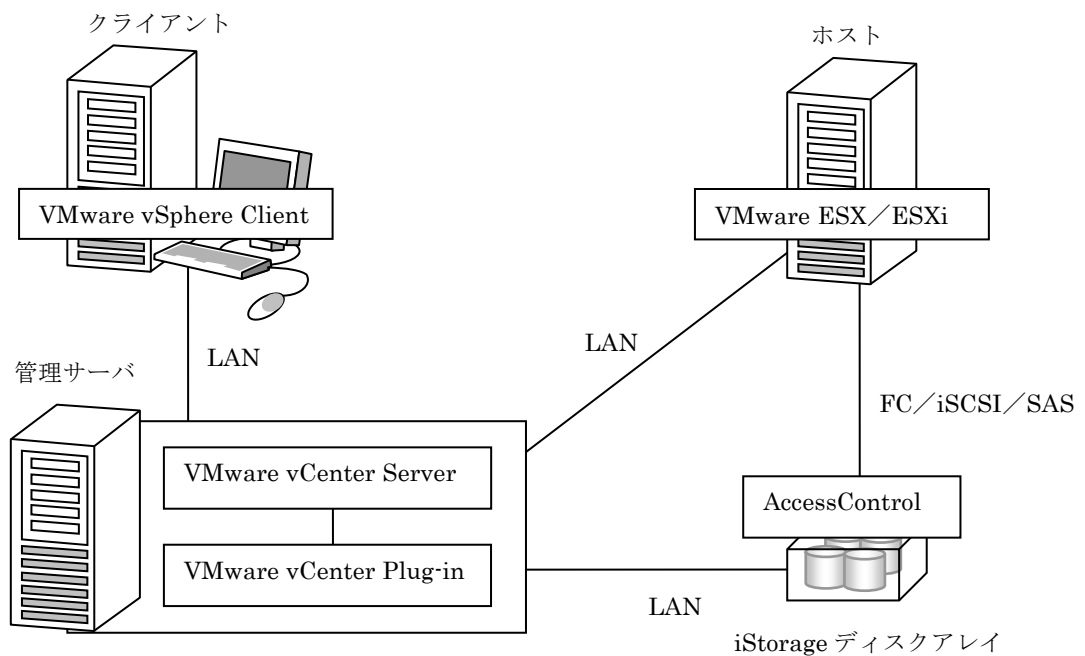 クライアント
ホスト
VMware vSphere Client
VMware ESX／ESXi
LAN
LAN
管理サーバ
FC／iSCSI／SAS
VMware vCenter Server
AccessControl
VMware vCenter Plug-in
LAN
iStorage ディスクアレイ